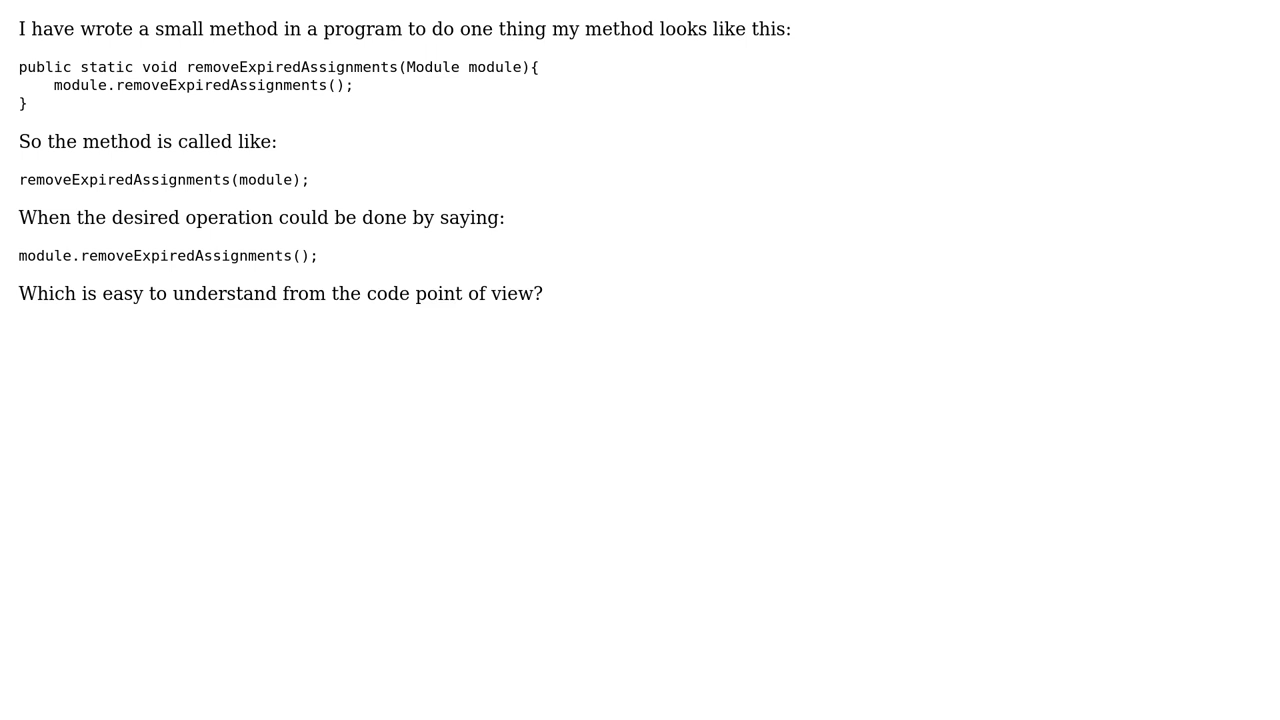 I have wrote a small method in a program to do one thing my method looks like this:
public static void removeExpiredAssignments(Module module){
    module.removeExpiredAssignments();
}
So the method is called like:
removeExpiredAssignments(module);
When the desired operation could be done by saying:
module.removeExpiredAssignments();
Which is easy to understand from the code point of view?